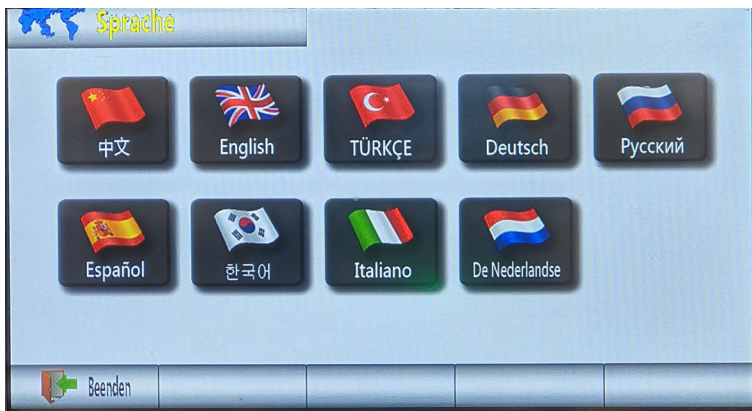 Sprache
中文
English
TÜRKÇE
Deutsch
Русский
Español
한국어
Italiano
De Nederlandse
Beenden